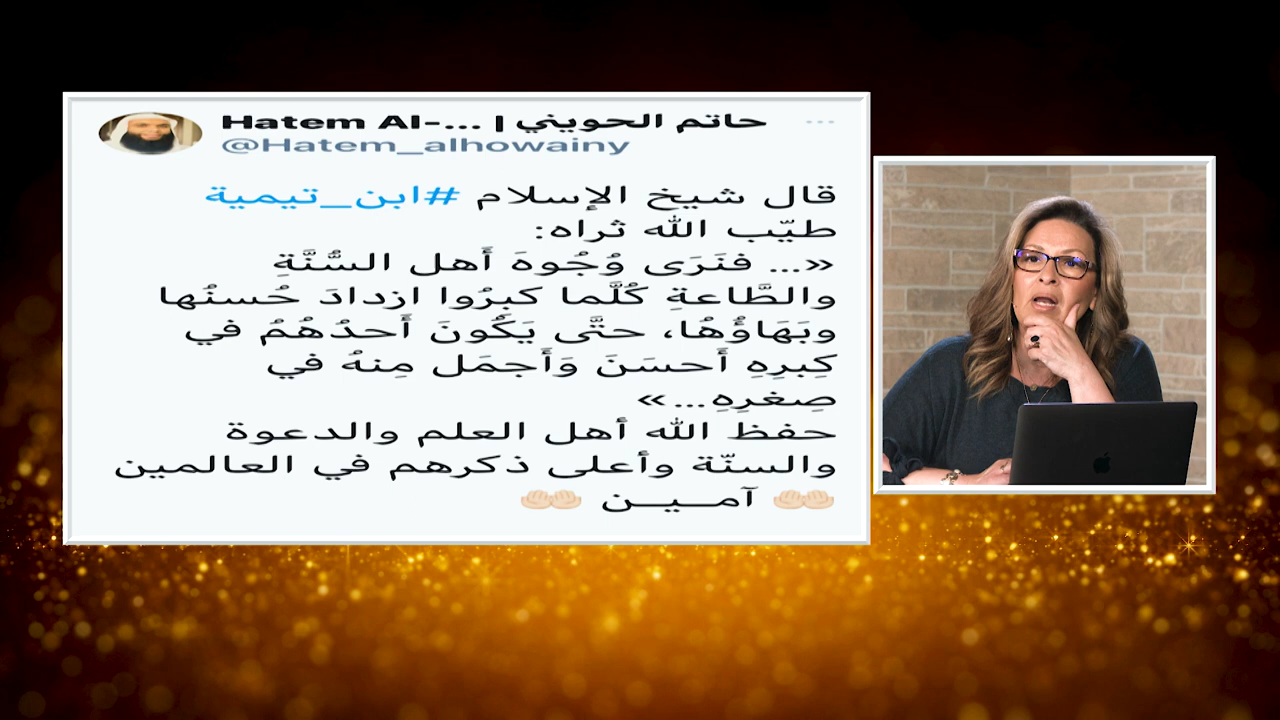 Hatem Al-... | حاتم الحويني
@Hatem_alhowainy
قال شيخ الإسلام #ابن_تيمية
طيّب الله ثراه:
«... فنَرَى وُجُوهَ أَهل السُّنَّةِ
والطَّاعةِ كُلَّما كبِرُوا ازدادَ حُسنُها
وبَهَاؤُهُا، حتَّى يَكُونَ أَحدُهُمُ في
كِبرِهِ أَحسَنَ وَأَجمَل مِنهُ في
صِغرِهِ...»
حفظ الله أهل العلم والدعوة
والسنّة وأعلى ذكرهم في العالمين
🤲🏻 آمـــيـــن 🤲🏻